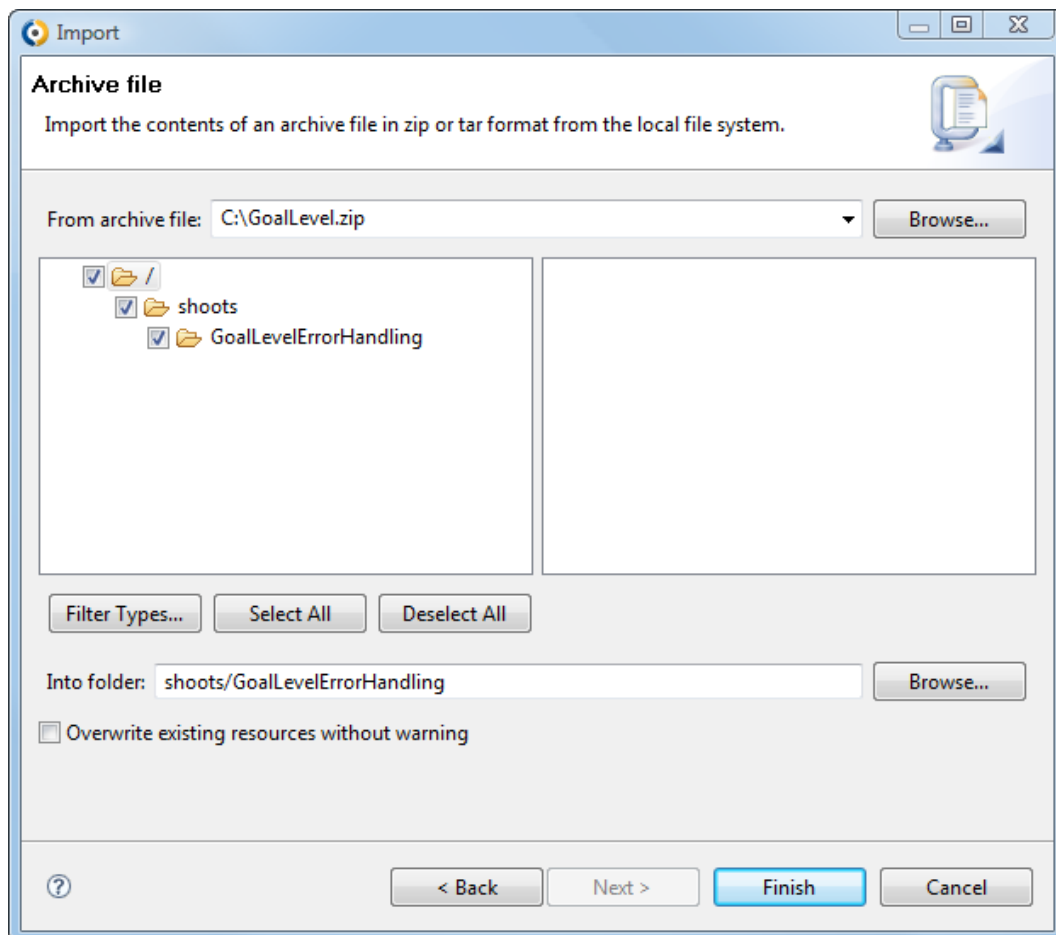 Import
Archive file
Import the contents of an archive file in zip or tar format from the local file system.
From archive file: C:\GoalLevel.zip Browse...
/
shoots
GoalLevelErrorHandling
Filter Types... Select All Deselect All
Into folder: shoots/GoalLevelErrorHandling Browse...
Overwrite existing resources without warning
? < Back Next > Finish Cancel